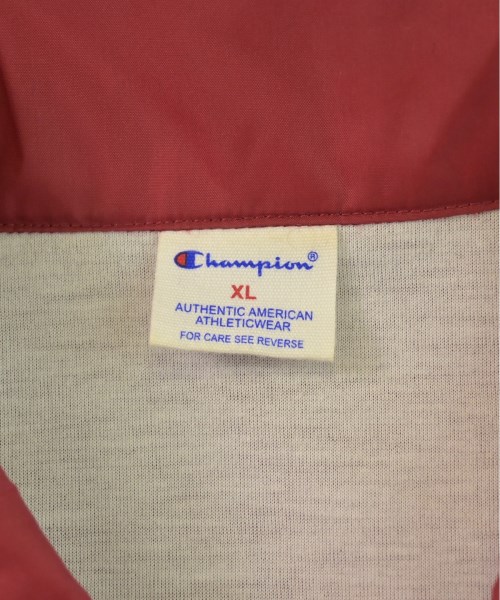 Champion®
XL
AUTHENTIC AMERICAN
ATHLETICWEAR
FOR CARE SEE REVERSE